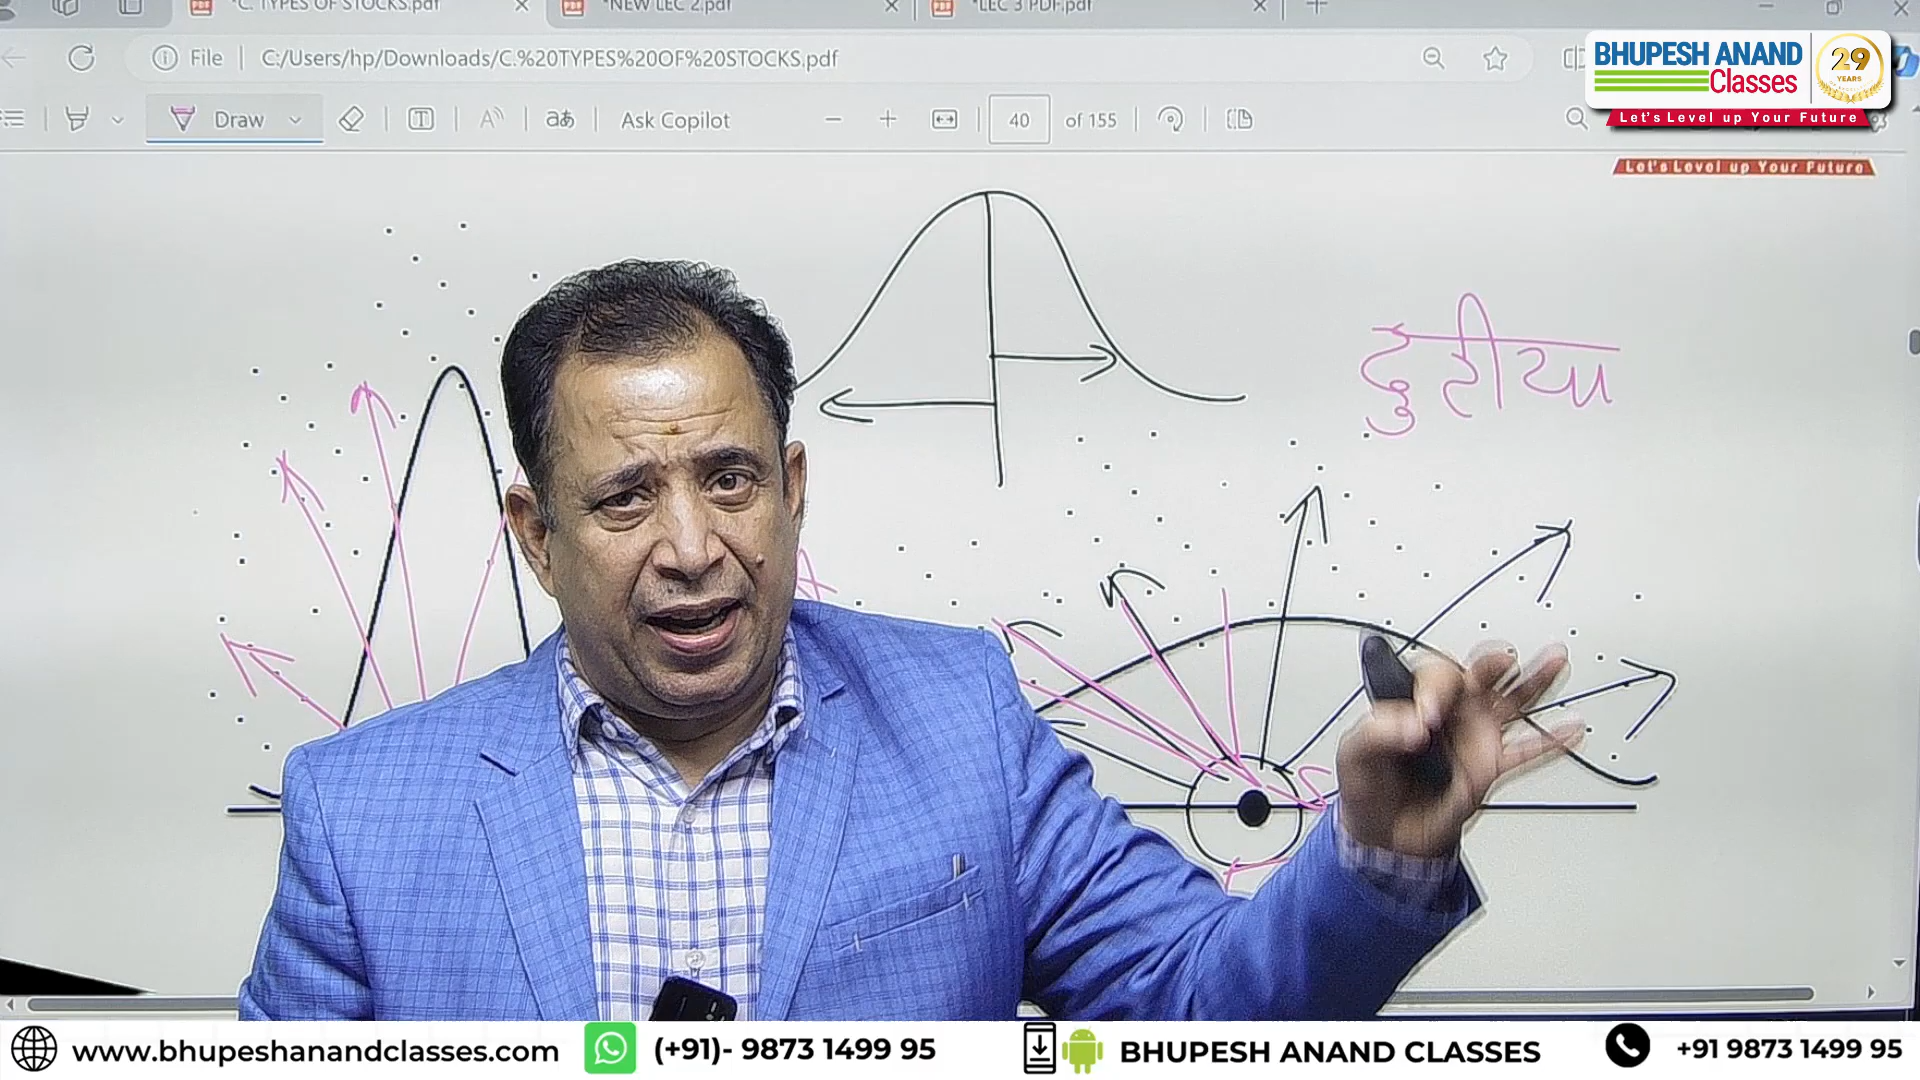 *C. TYPES OF STOCKS.pdf
*NEW LEC 2.pdf
*LEC 3 PDF.pdf
File
C:/Users/hp/Downloads/C.%20TYPES%20OF%20STOCKS.pdf
Draw
Ask Copilot
40 of 155
BHUPESH ANAND
Classes
29
YEARS
Let's Level up Your Future
Let's Level up Your Future
www.bhupeshanandclasses.com
(+91)- 9873 1499 95
BHUPESH ANAND CLASSES
+91 9873 1499 95